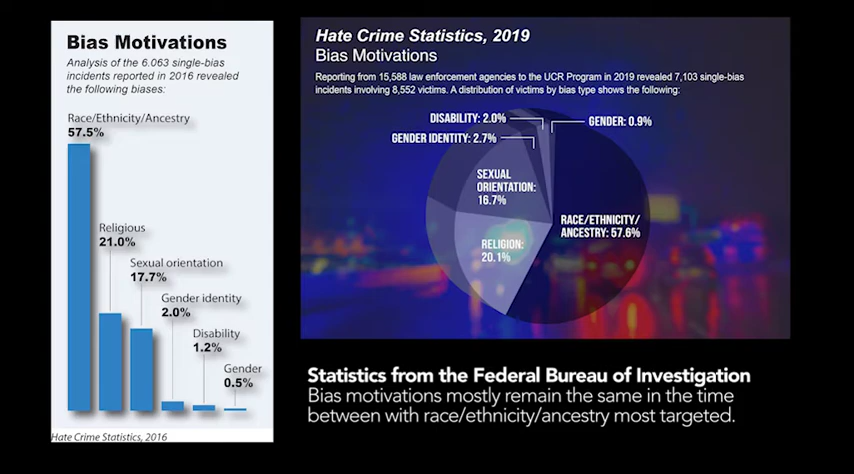 Bias Motivations
Analysis of the 6.063 single-bias
incidents reported in 2016 revealed
the following biases:
Race/Ethnicity/Ancestry
57.5%
Religious
21.0%
Sexual orientation
17.7%
Gender identity
2.0%
Disability
1.2%
Gender
0.5%
Hate Crime Statistics, 2016
Hate Crime Statistics, 2019
Bias Motivations
Reporting from 15,588 law enforcement agencies to the UCR Program in 2019 revealed 7,103 single-bias
incidents involving 8,552 victims. A distribution of victims by bias type shows the following:
DISABILITY: 2.0%
GENDER: 0.9%
GENDER IDENTITY: 2.7%
SEXUAL
ORIENTATION:
16.7%
RACE/ETHNICITY/
ANCESTRY: 57.6%
RELIGION:
20.1%
Statistics from the Federal Bureau of Investigation
Bias motivations mostly remain the same in the time
between with race/ethnicity/ancestry most targeted.